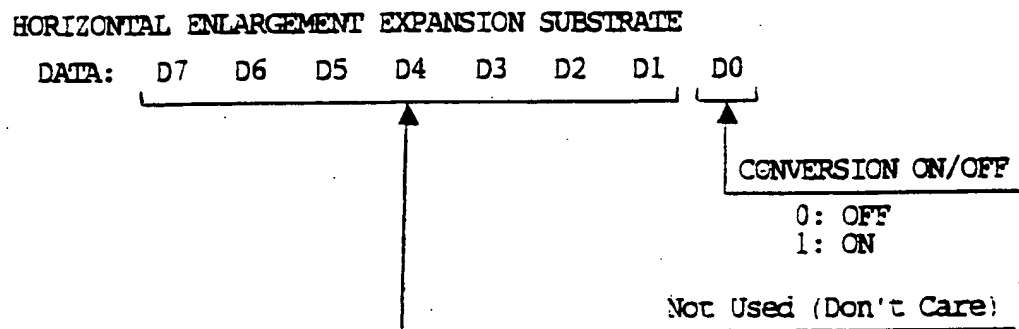 HORIZONTAL ENLARGEMENT EXPANSION SUBSTRATE
DATA: D7 D6 D5 D4 D3 D2 D1 D0
CONVERSION ON/OFF
0: OFF
1: ON
Not Used (Don't Care)